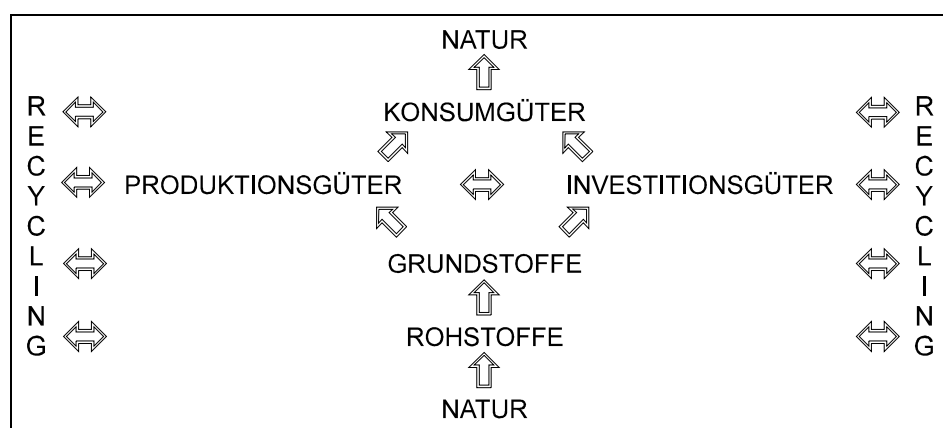 NATUR
KONSUMGÜTER
PRODUKTIONSGÜTER
INVESTITIONSGÜTER
GRUNDSTOFFE
ROHSTOFFE
NATUR
RECYCLING
RECYCLING